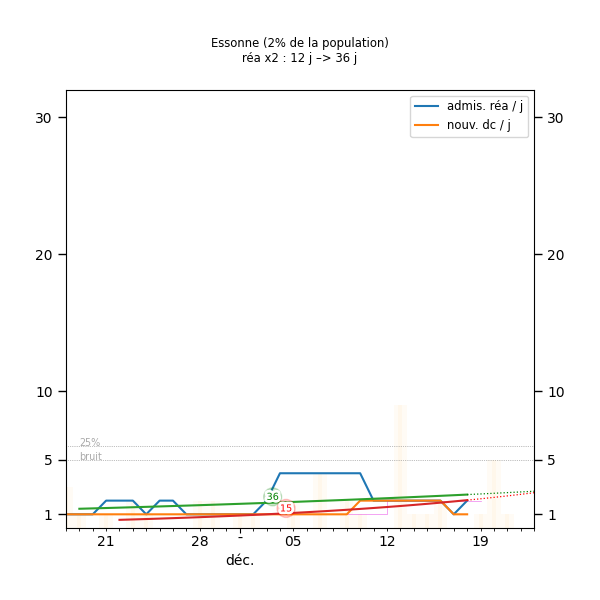 Essonne (2% de la population)
réa x2 : 12 j –> 36 j
admis. réa / j
nouv. dc / j
30 30
20 20
10 10
25%
5 bruit 5
36
15
1 1
21 28 - 05 12 19
déc.